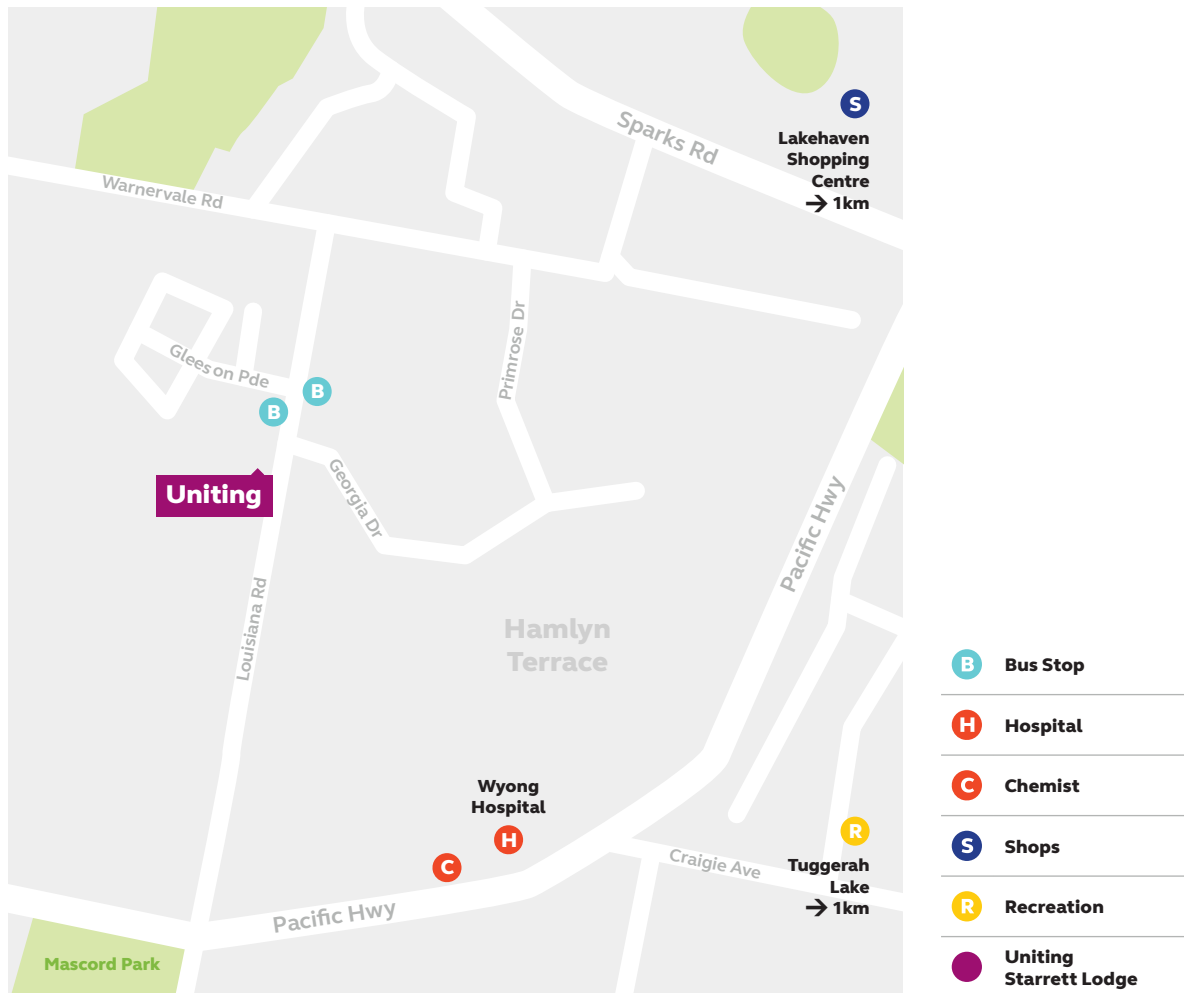 Sparks Rd
S
Lakehaven
Shopping
Centre
→ 1km
Warnervale Rd
Primrose Dr
Gleeson Pde
B
B
Georgia Dr
Uniting
Pacific Hwy
Louisiana Rd
Hamlyn
Terrace
Wyong
Hospital
H
C
R
Craigie Ave
Tuggerah
Lake
→ 1km
Pacific Hwy
Mascord Park
B Bus Stop
H Hospital
C Chemist
S Shops
R Recreation
Uniting
Starrett Lodge